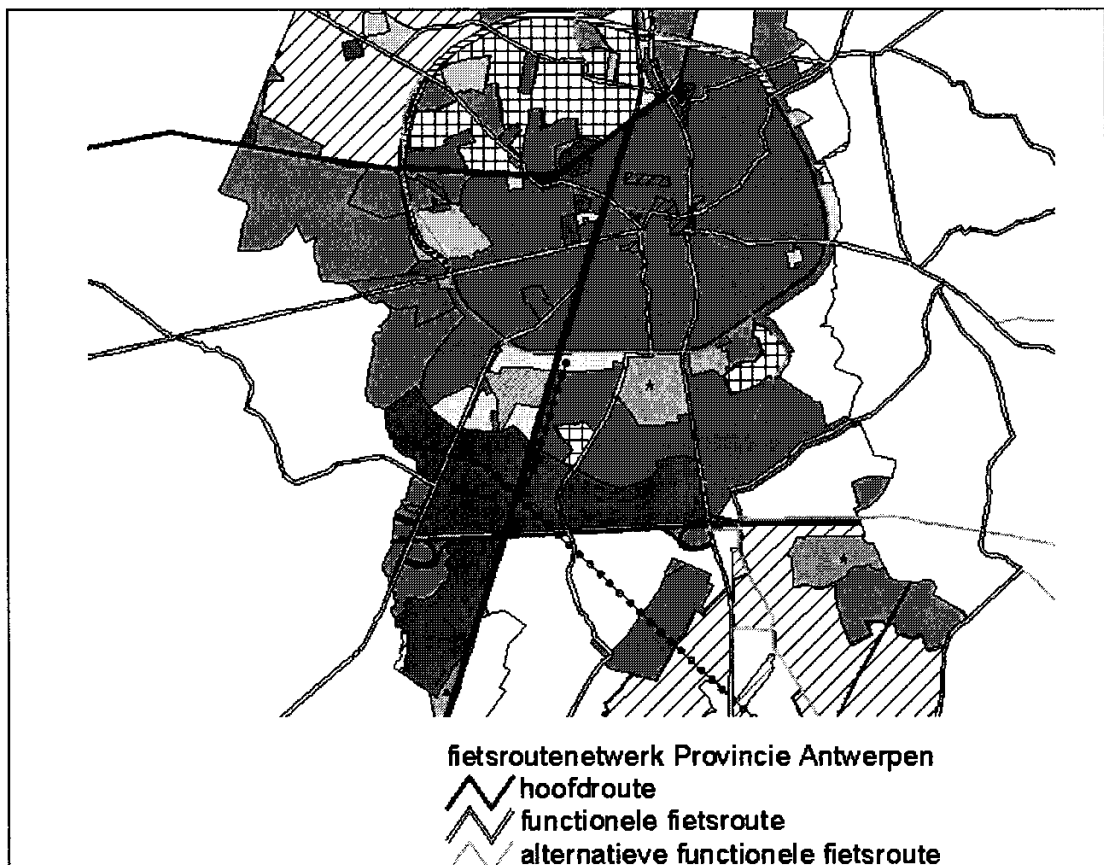 fietsroutenetwerk Provincie Antwerpen
hoofdroute
functionele fietsroute
alternatieve functionele fietsroute